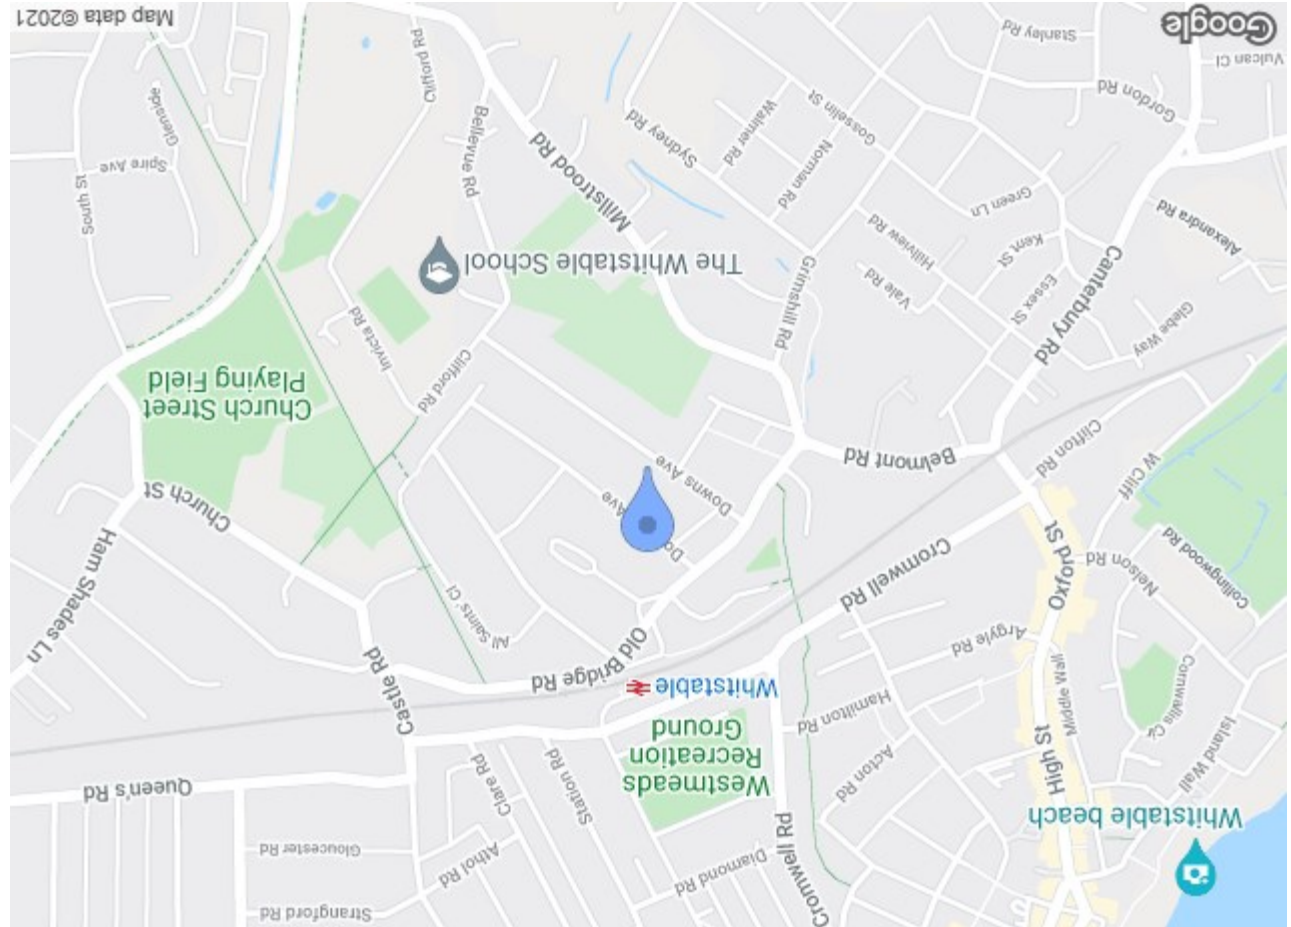 Strangford Rd
Cromwell Rd
Diamond Rd
Athol Rd
Gloucester Rd
Whitstable beach
High St
Acton Rd
Westmeads
Recreation
Ground
Station Rd
Clare Rd
Queen's Rd
Island Wall
Cornwallis Cir
Middle Wall
Hamilton Rd
Whitstable
Castle Rd
Old Bridge Rd
Argyle Rd
All Saints' Cl
Ham Shades Ln
Collingwood Rd
Nelson Rd
Oxford St
Cromwell Rd
Do
Ave
Downs Ave
Church St
W Cliff
Clifton Rd
Belmont Rd
Church Street
Playing Field
Clifford Rd
Invicta Rd
Glebe Way
Canterbury Rd
Essex St
Kent St
Vale Rd
Hillview Rd
Grimshill Rd
The Whitstable School
Alexandra Rd
Green Ln
Norman Rd
Walmer Rd
Sydney Rd
Millstrood Rd
Bellevue Rd
South St
Spire Ave
Glenside
Gordon Rd
Gosselin St
Vulcan Cl
Stanley Rd
Clifford Rd
Google
Map data ©2021